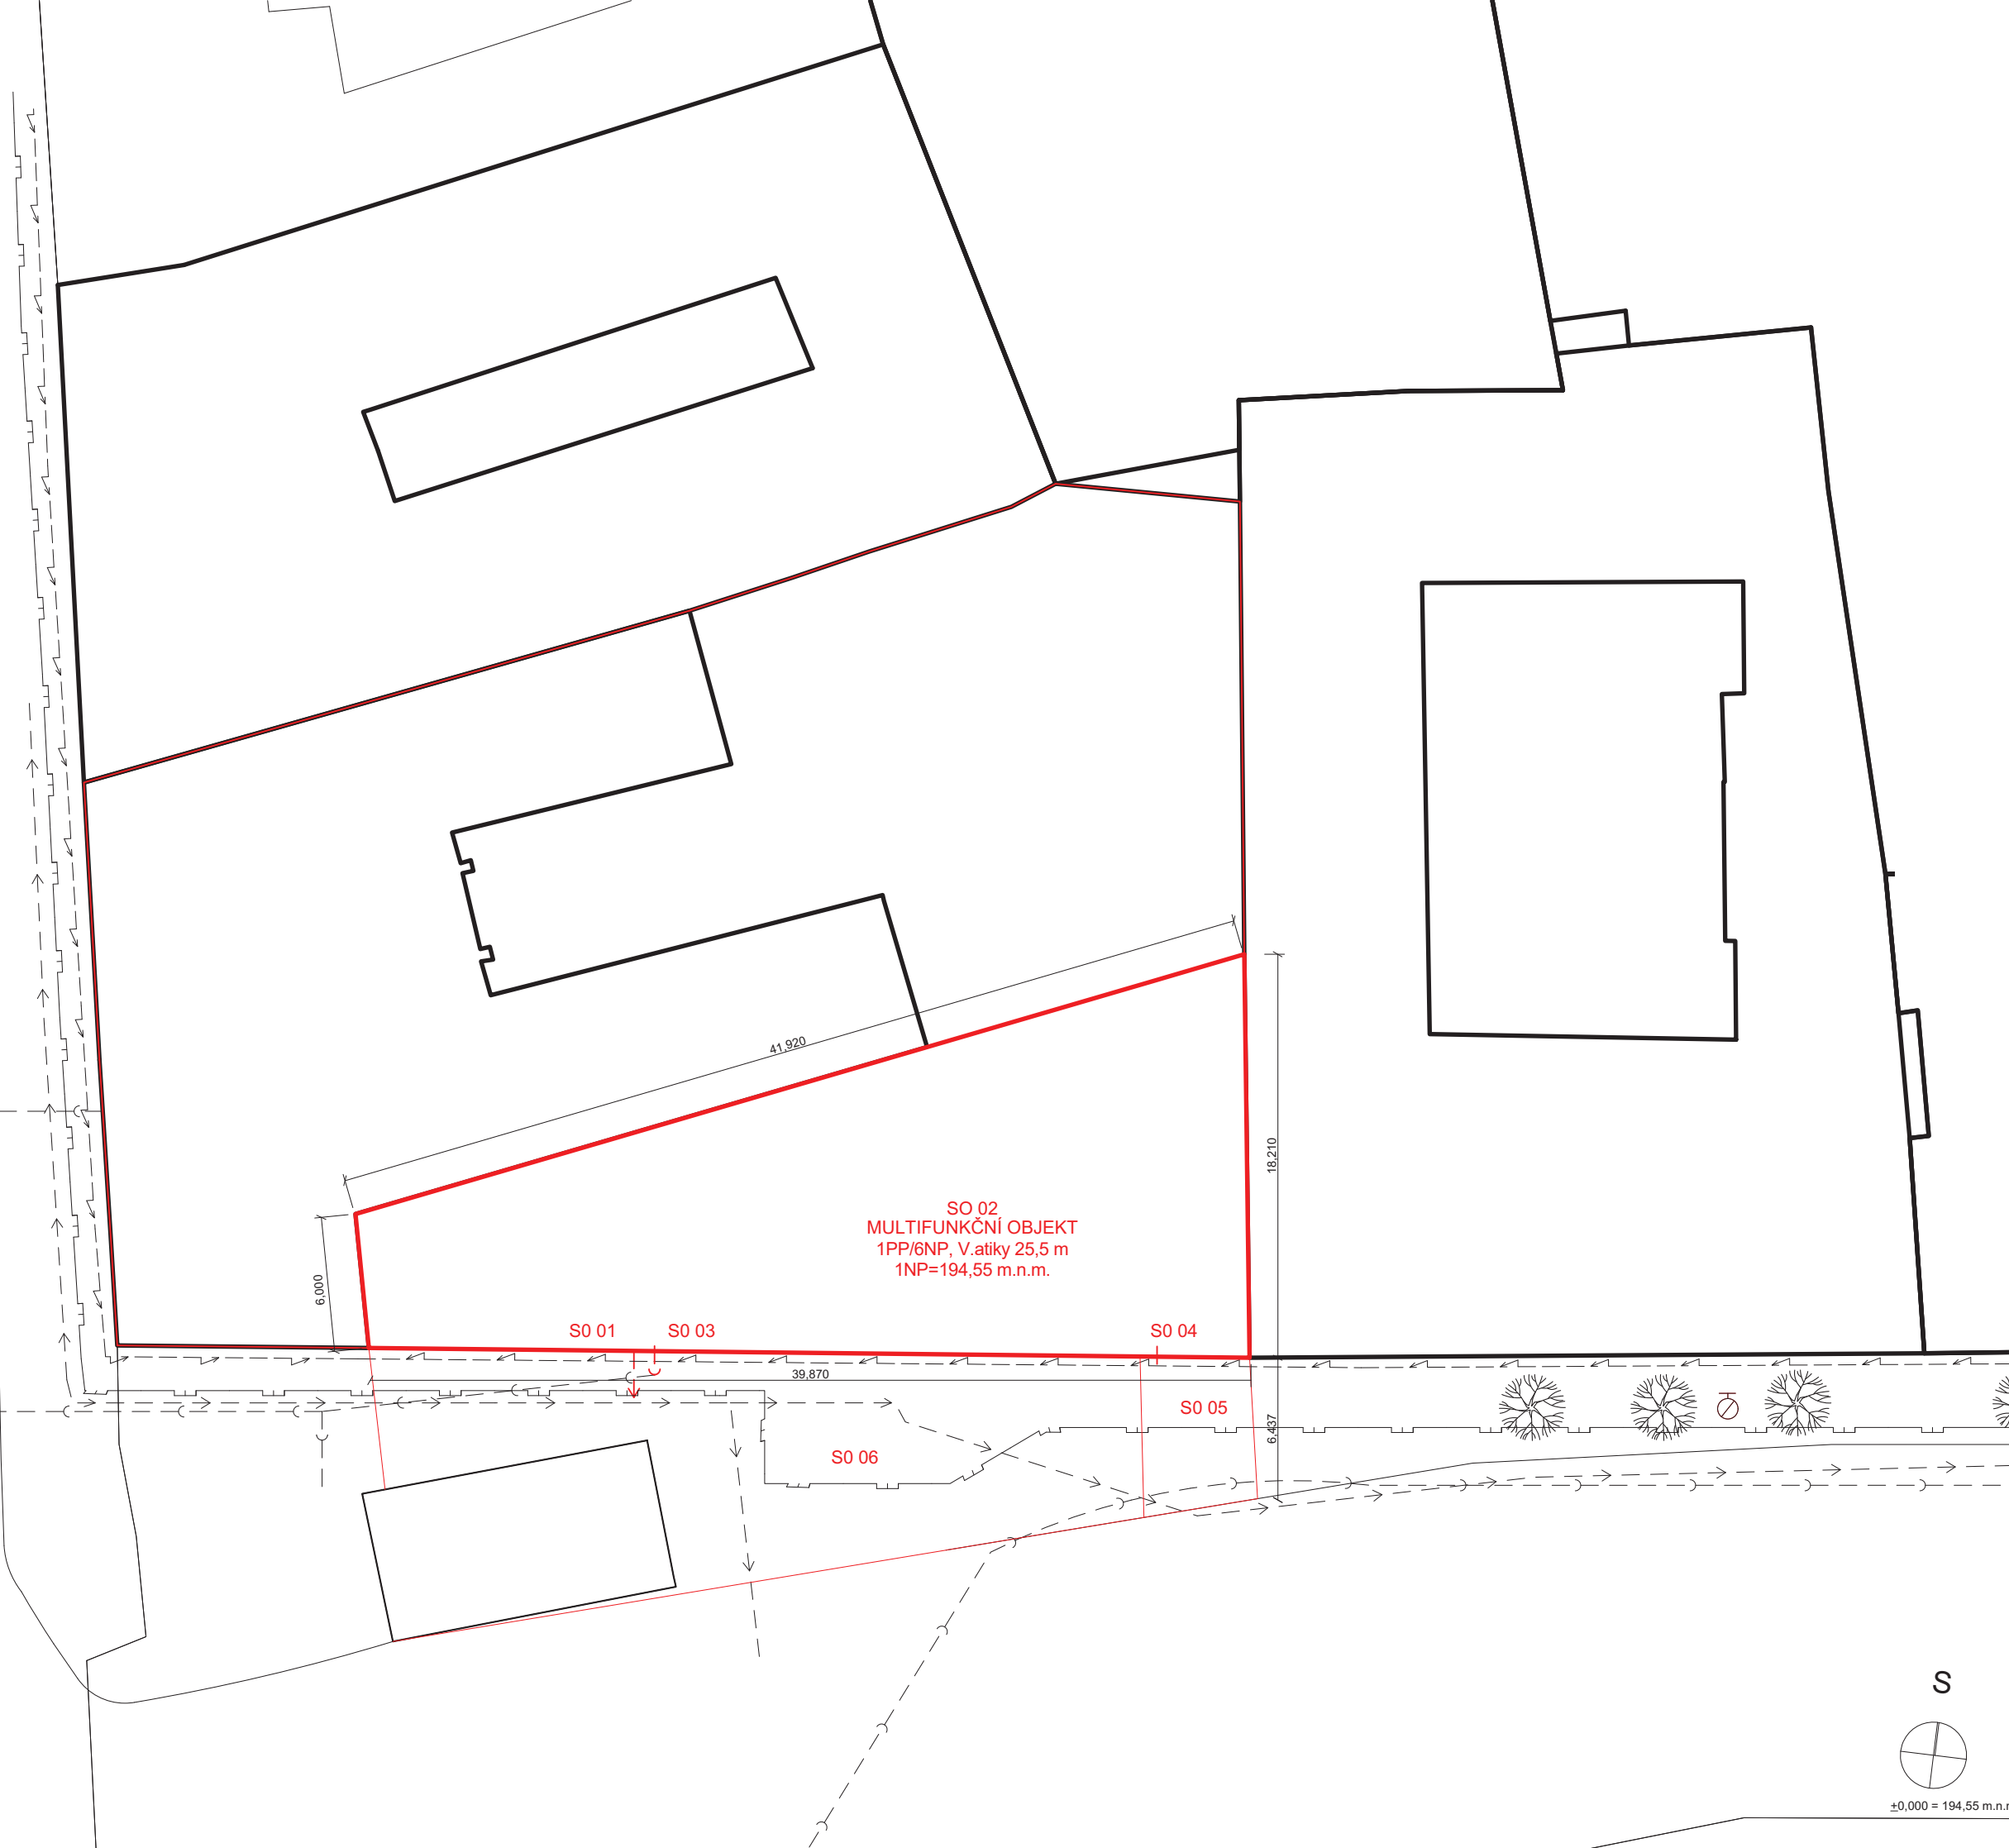 41,920
18,210
SO 02
MULTIFUNKČNÍ OBJEKT
1PP/6NP, V.atiky 25,5 m
1NP=194,55 m.n.m.
6,000
S0 01
S0 03
S0 04
39,870
S0 05
6,437
S0 06
S
±0,000 = 194,55 m.n.